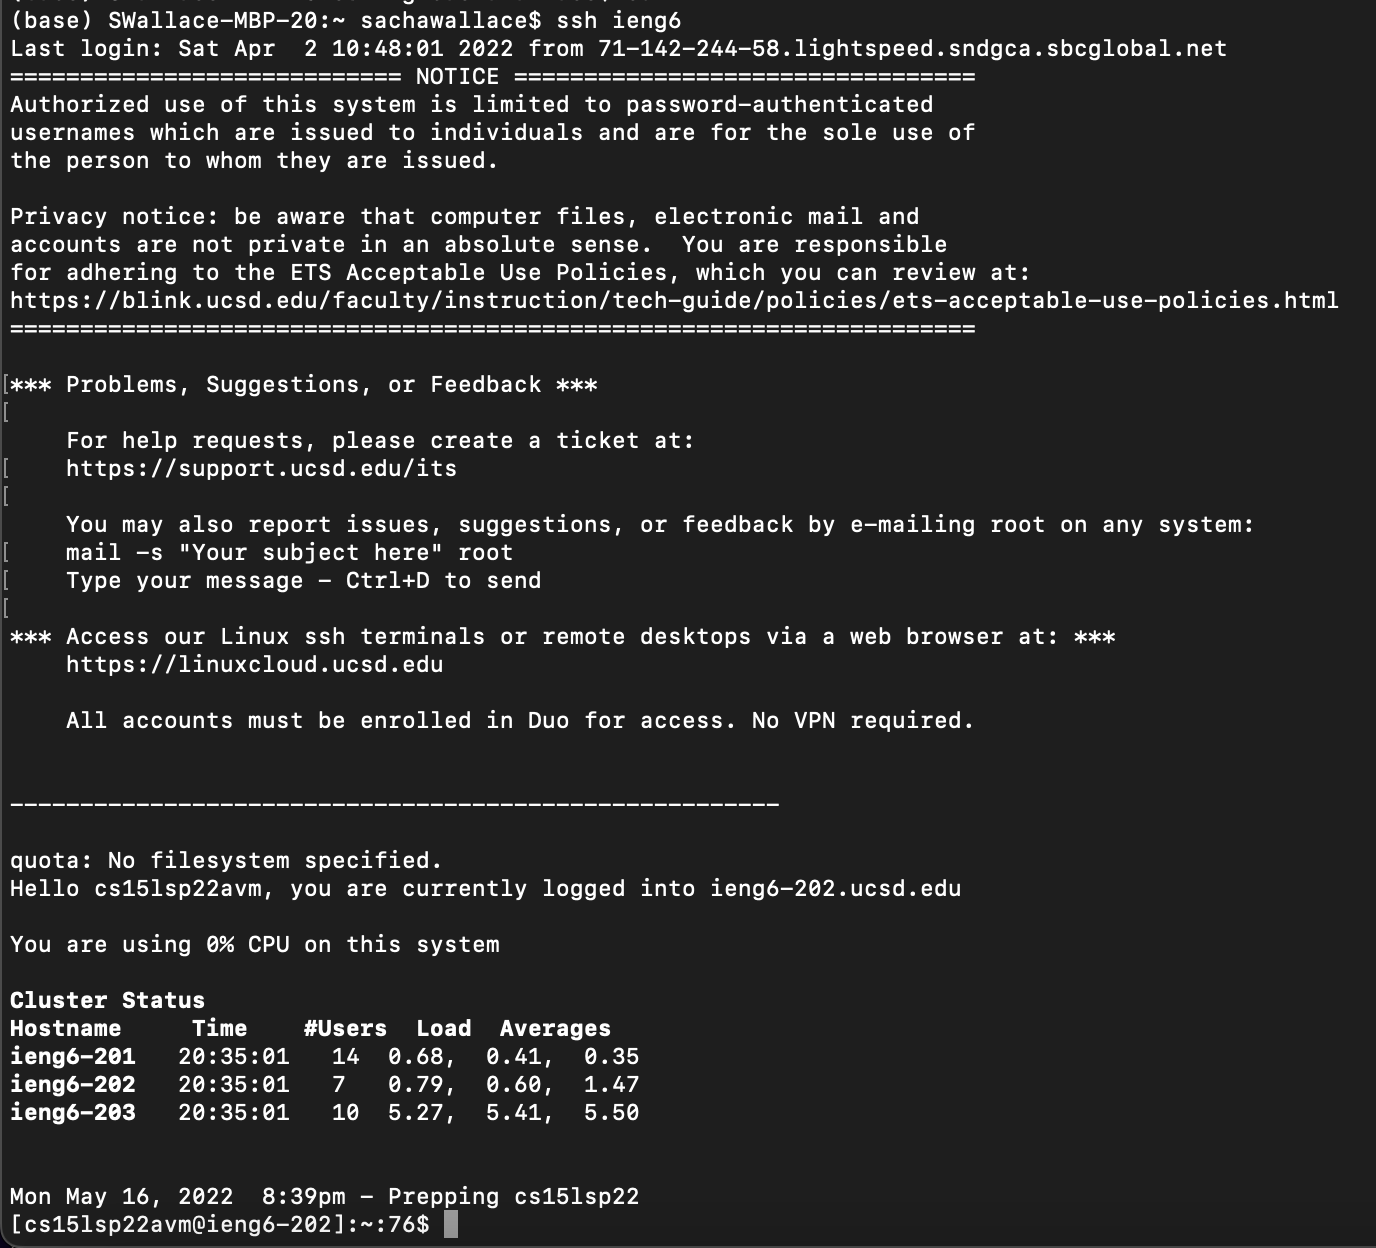 (base) SWallace-MBP-20:~ sachawallace$ ssh ieng6
Last login: Sat Apr  2 10:48:01 2022 from 71-142-244-58.lightspeed.sndgca.sbcglobal.net
============================ NOTICE =================================
Authorized use of this system is limited to password-authenticated
usernames which are issued to individuals and are for the sole use of
the person to whom they are issued.

Privacy notice: be aware that computer files, electronic mail and
accounts are not private in an absolute sense.  You are responsible
for adhering to the ETS Acceptable Use Policies, which you can review at:
https://blink.ucsd.edu/faculty/instruction/tech-guide/policies/ets-acceptable-use-policies.html
=====================================================================

[*** Problems, Suggestions, or Feedback ***
[
    For help requests, please create a ticket at:
[    https://support.ucsd.edu/its
[
    You may also report issues, suggestions, or feedback by e-mailing root on any system:
[    mail -s "Your subject here" root
[    Type your message - Ctrl+D to send
[
*** Access our Linux ssh terminals or remote desktops via a web browser at: ***
    https://linuxcloud.ucsd.edu

    All accounts must be enrolled in Duo for access. No VPN required.

-------------------------------------------------------

quota: No filesystem specified.
Hello cs15lsp22avm, you are currently logged into ieng6-202.ucsd.edu

You are using 0% CPU on this system

Cluster Status
Hostname     Time    #Users  Load  Averages
ieng6-201   20:35:01   14  0.68,  0.41,  0.35
ieng6-202   20:35:01   7   0.79,  0.60,  1.47
ieng6-203   20:35:01   10  5.27,  5.41,  5.50

Mon May 16, 2022  8:39pm - Prepping cs15lsp22
[cs15lsp22avm@ieng6-202]:~:76$